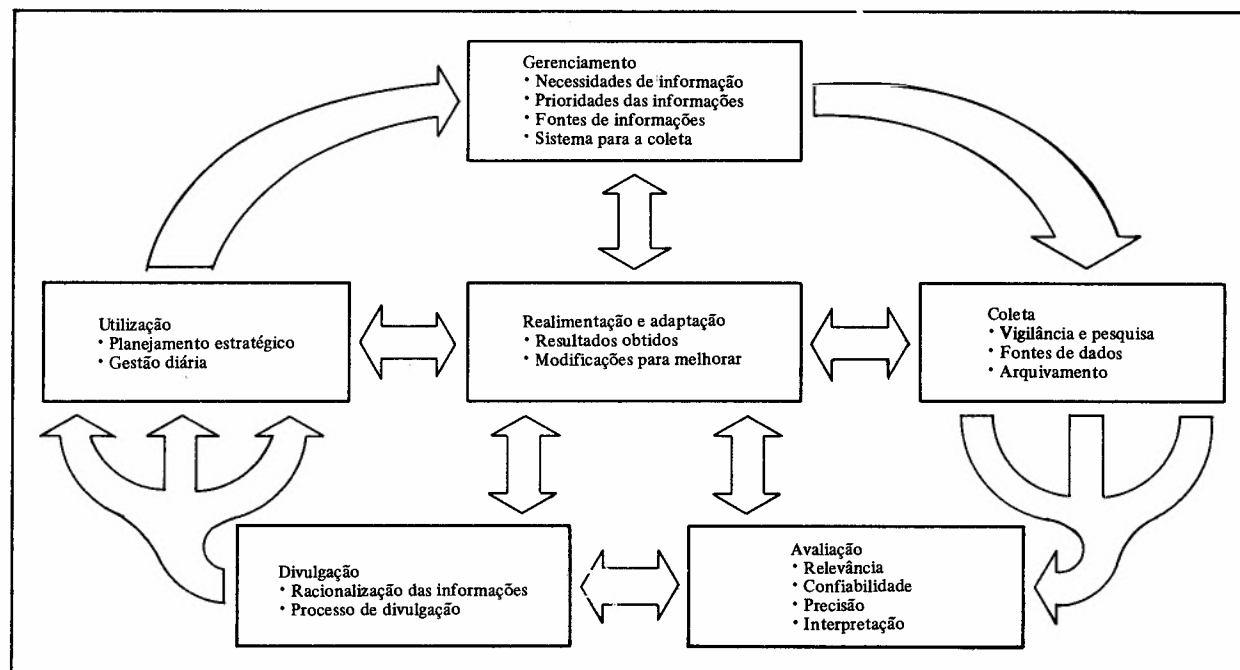 Gerenciamento
• Necessidades de informação
• Prioridades das informações
• Fontes de informações
• Sistema para a coleta
Utilização
• Planejamento estratégico
• Gestão diária
Realimentação e adaptação
• Resultados obtidos
• Modificações para melhorar
Coleta
• Vigilância e pesquisa
• Fontes de dados
• Arquivamento
Divulgação
• Racionalização das informações
• Processo de divulgação
Avaliação
• Relevância
• Confiabilidade
• Precisão
• Interpretação